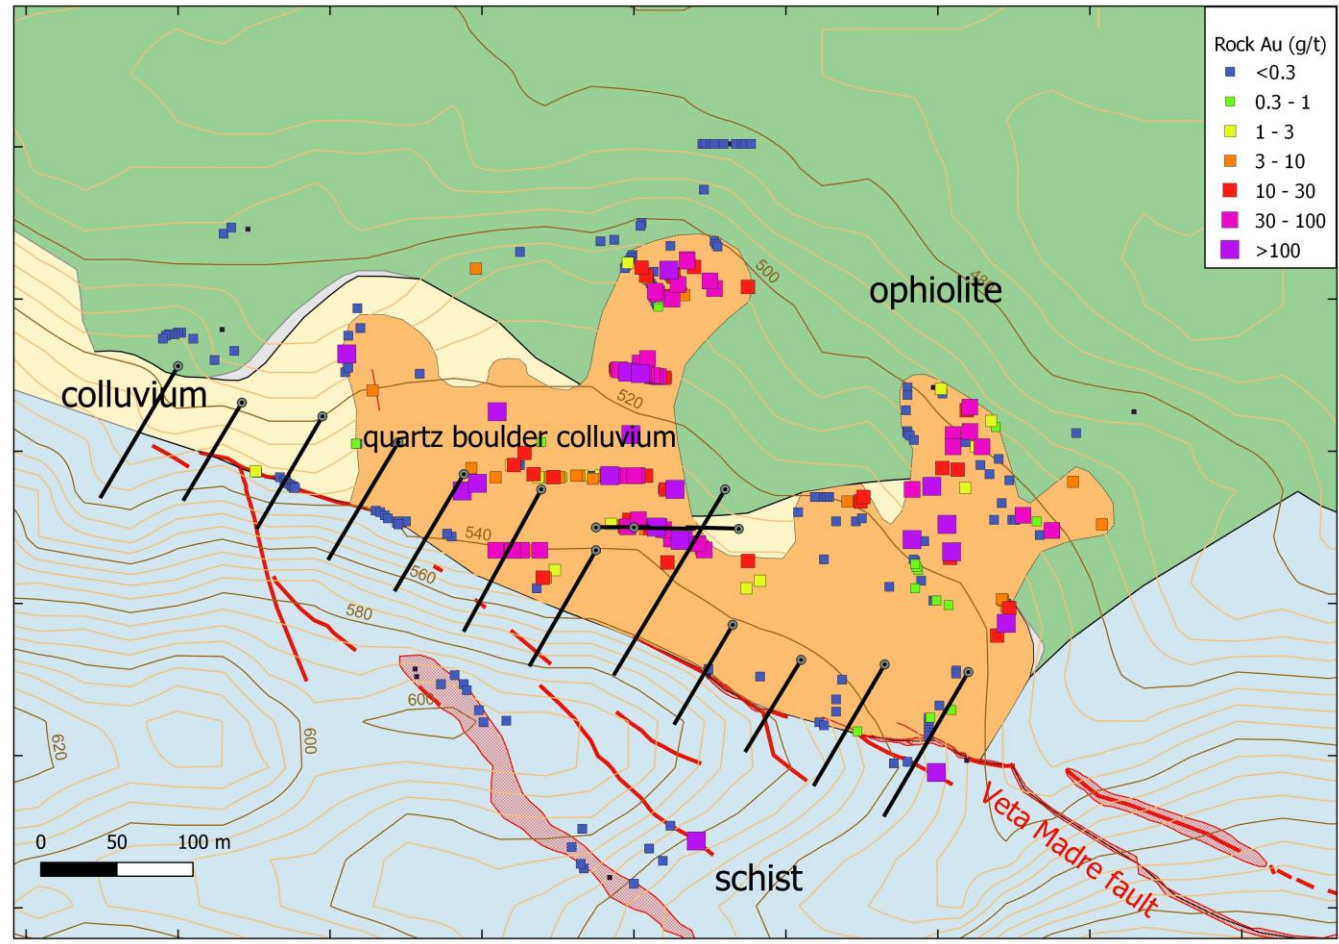 Rock Au (g/t)
<0.3
0.3 - 1
1 - 3
3 - 10
10 - 30
30 - 100
>100
500
480
ophiolite
colluvium
520
quartz boulder colluvium
540
560
580
600
620
600
Veta Madre fault
0 50 100 m
schist